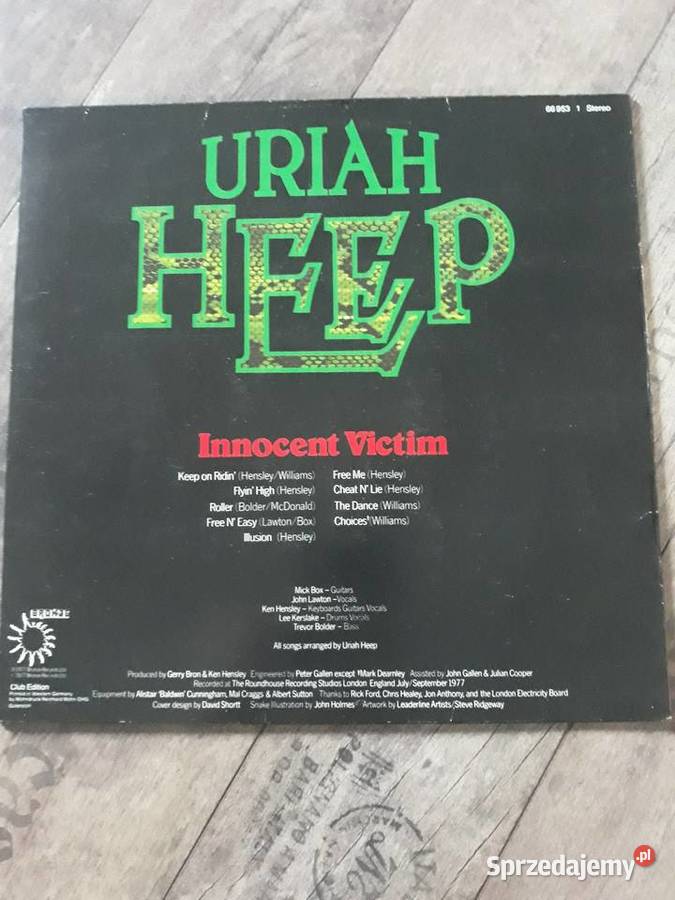 66 953 1 Stereo
URIAH
HEEP
Innocent Victim
Keep on Ridin' (Hensley/Williams)
Flyin' High (Hensley)
Roller (Bolder/McDonald)
Free N' Easy (Lawton/Box)
Illusion (Hensley)
Free Me (Hensley)
Cheat N' Lie (Hensley)
The Dance (Williams)
Choices† (Williams)
Mick Box – Guitars
John Lawton – Vocals
Ken Hensley – Keyboards Guitars Vocals
Lee Kerslake – Drums Vocals
Trevor Bolder – Bass
All songs arranged by Uriah Heep
BRONZE
Club Edition
Printed in Western Germany
Produced by Gerry Bron & Ken Hensley Engineered by Peter Gallen except †Mark Dearnley Assisted by John Gallen & Julian Cooper
Recorded at The Roundhouse Recording Studios London England July/September 1977
Equipment by Alistair 'Baldwin' Cunningham, Mal Craggs & Albert Sutton Thanks to Rick Ford, Chris Healey, Jon Anthony, and the London Electricity Board
Cover design by David Shortt Snake Illustration by John Holmes Artwork by Leaderline Artists/Steve Ridgeway
Sprzedajemy.pl